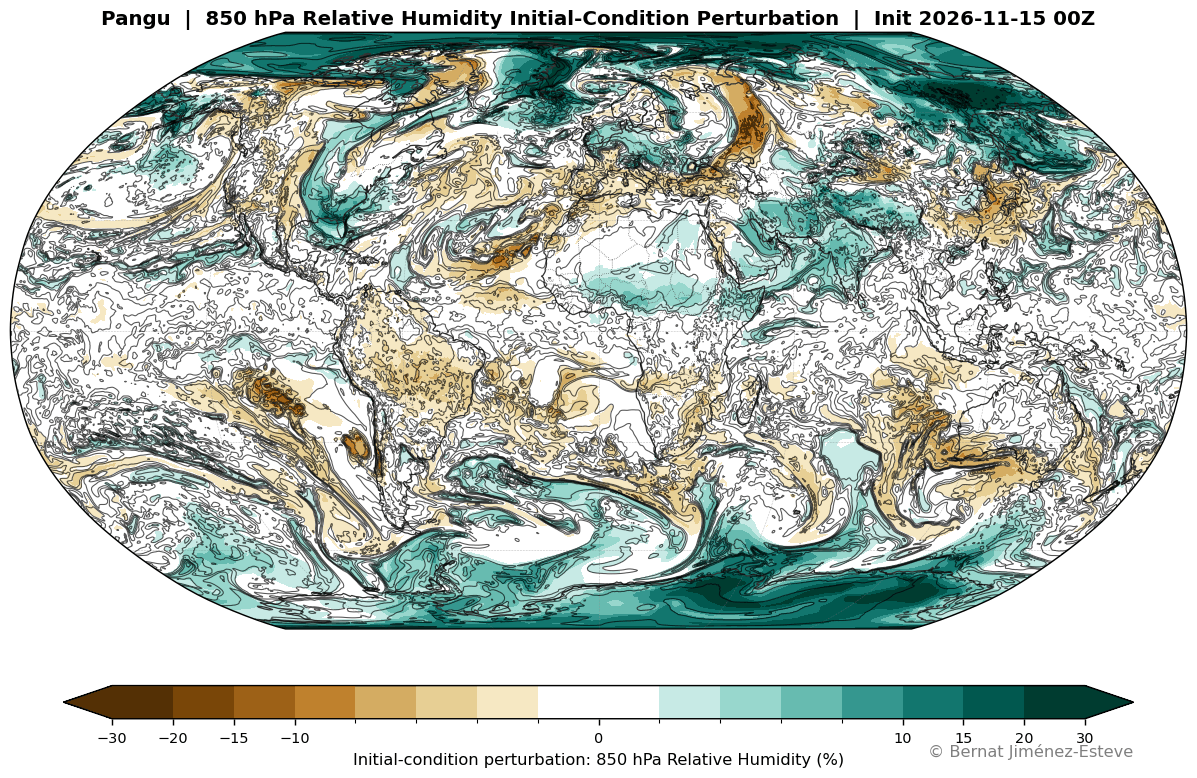 Pangu | 850 hPa Relative Humidity Initial-Condition Perturbation | Init 2026-11-15 00Z
−30 −20 −15 −10 0 10 15 20 30
Initial-condition perturbation: 850 hPa Relative Humidity (%)
© Bernat Jiménez-Esteve